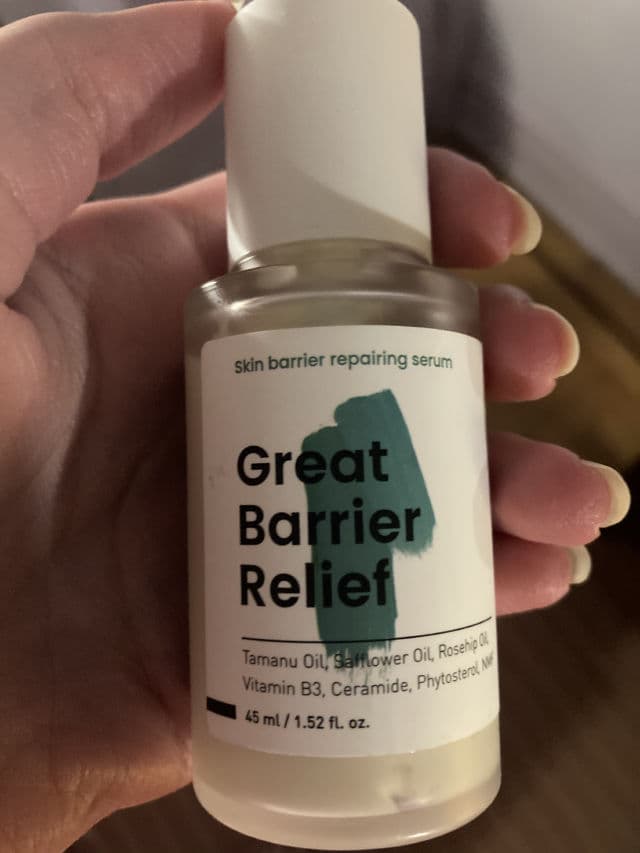 Skin barrier repairing serum
Great
Barrier
Relief
Tamanu Oil, Safflower Oil, Rosehip Oil,
Vitamin B3, Ceramide, Phytosterol, NMF
45 ml / 1.52 fl. oz.